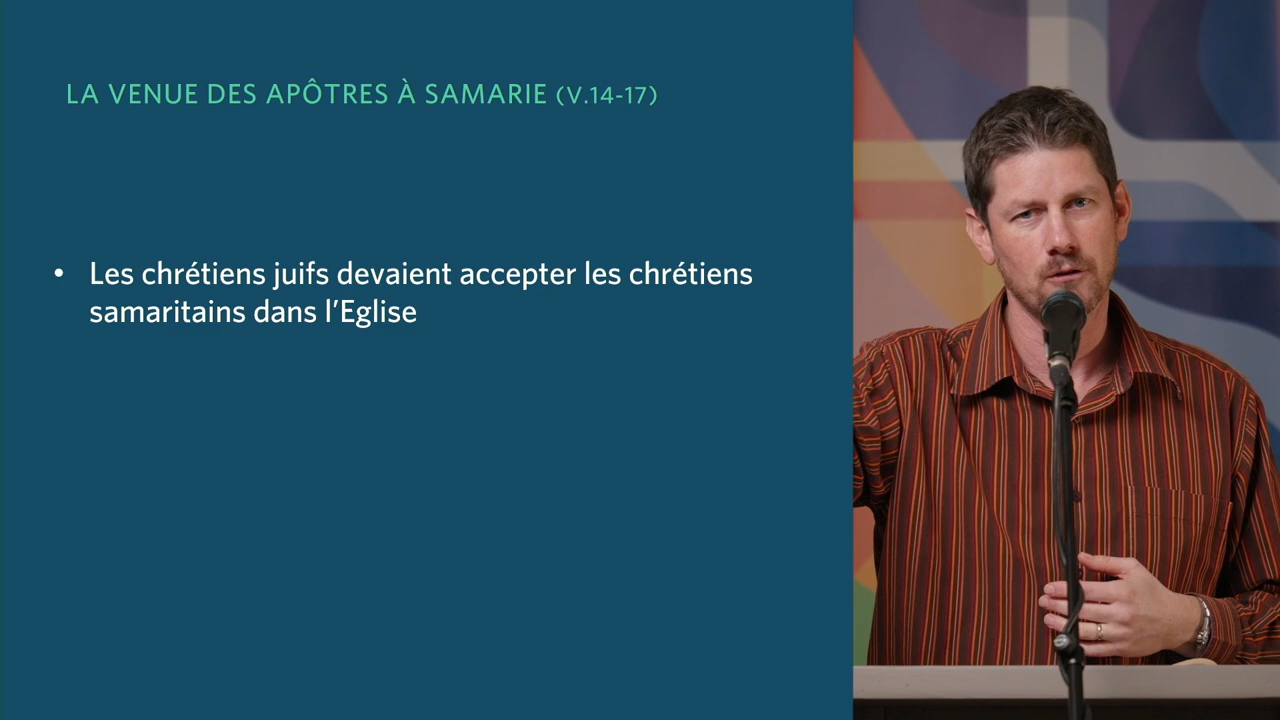 LA VENUE DES APÔTRES À SAMARIE (V.14-17)
• Les chrétiens juifs devaient accepter les chrétiens
samaritains dans l’Eglise